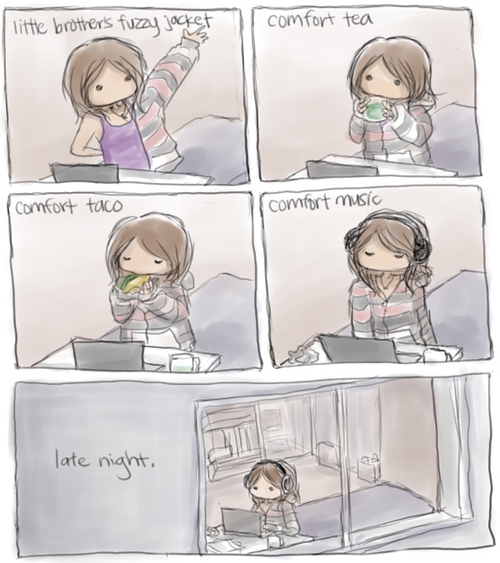 little brother's fuzzy jacket
comfort tea
comfort taco
comfort music
late night.